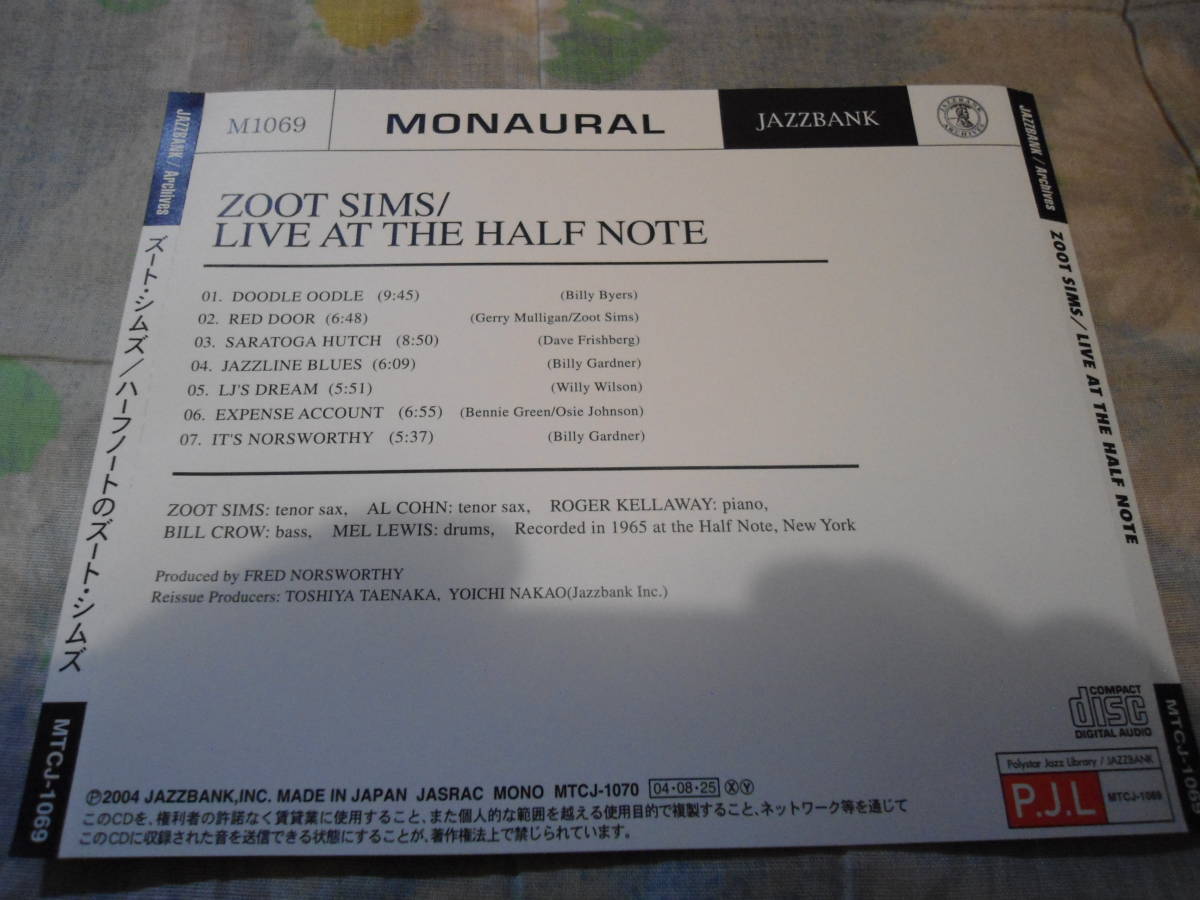 M1069
MONAURAL
JAZZBANK
JAZZBANK
ARCHIVES
ZOOT SIMS/
LIVE AT THE HALF NOTE
01. DOODLE OODLE (9:45) (Billy Byers)
02. RED DOOR (6:48) (Gerry Mulligan/Zoot Sims)
03. SARATOGA HUTCH (8:50) (Dave Frishberg)
04. JAZZLINE BLUES (6:09) (Billy Gardner)
05. LJ'S DREAM (5:51) (Willy Wilson)
06. EXPENSE ACCOUNT (6:55) (Bennie Green/Osie Johnson)
07. IT'S NORSWORTHY (5:37) (Billy Gardner)
ZOOT SIMS: tenor sax, AL COHN: tenor sax, ROGER KELLAWAY: piano,
BILL CROW: bass, MEL LEWIS: drums, Recorded in 1965 at the Half Note, New York
Produced by FRED NORSWORTHY
Reissue Producers: TOSHIYA TAENAKA, YOICHI NAKAO(Jazzbank Inc.)
COMPACT
disc
DIGITAL AUDIO
Polystar Jazz Library / JAZZBANK
P.J.L
MTCJ-1069
Ⓟ2004 JAZZBANK,INC. MADE IN JAPAN JASRAC MONO MTCJ-1070 04・08・25 ⓍⓎ
このCDを、権利者の許諾なく賃貸業に使用すること、また個人的な範囲を越える使用目的で複製すること、ネットワーク等を通じて
このCDに収録された音を送信できる状態にすることが、著作権法上で禁じられています。
JAZZBANK / Archives
ズート・シムズ/ハーフノートのズート・シムズ
MTCJ-1069
JAZZBANK / Archives
ZOOT SIMS/LIVE AT THE HALF NOTE
MTCJ-1069